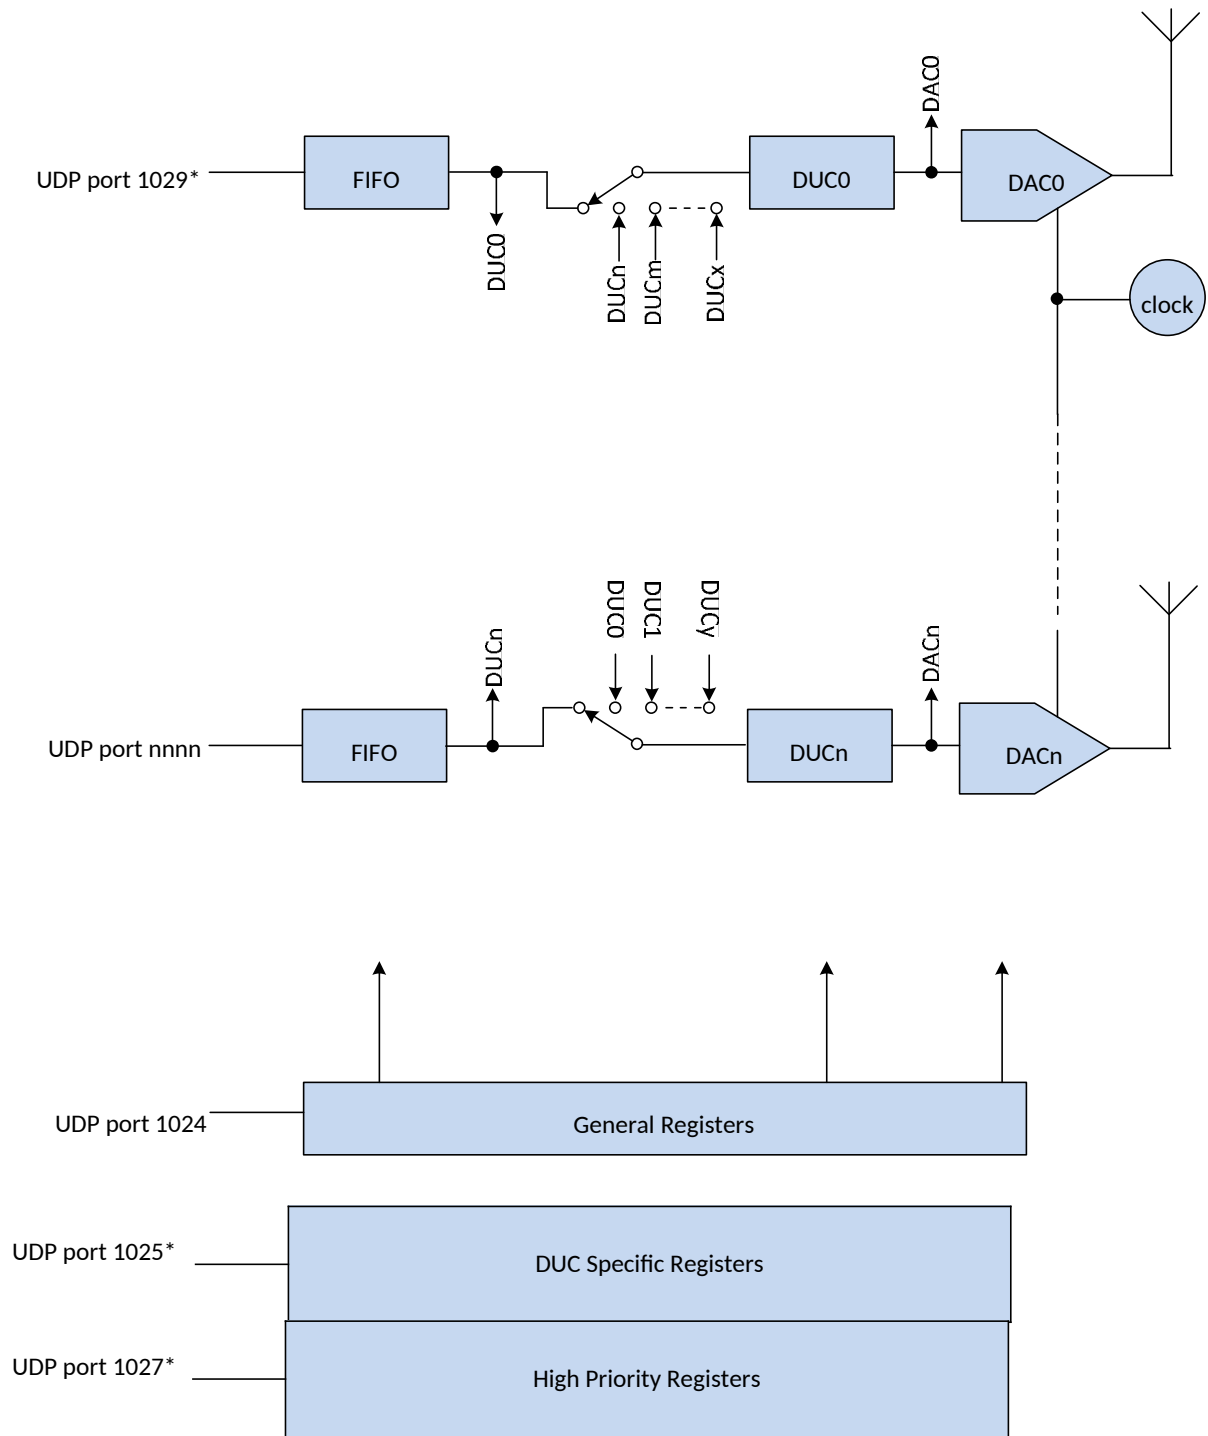 DAC0
UDP port 1029*
FIFO
DUC0
DAC0
DUC0
DUCn
DUCm
DUCx
clock
DUC0
DUC1
DUCy
DUCn
DACn
UDP port nnnn
FIFO
DUCn
DACn
UDP port 1024
General Registers
UDP port 1025*
DUC Specific Registers
UDP port 1027*
High Priority Registers